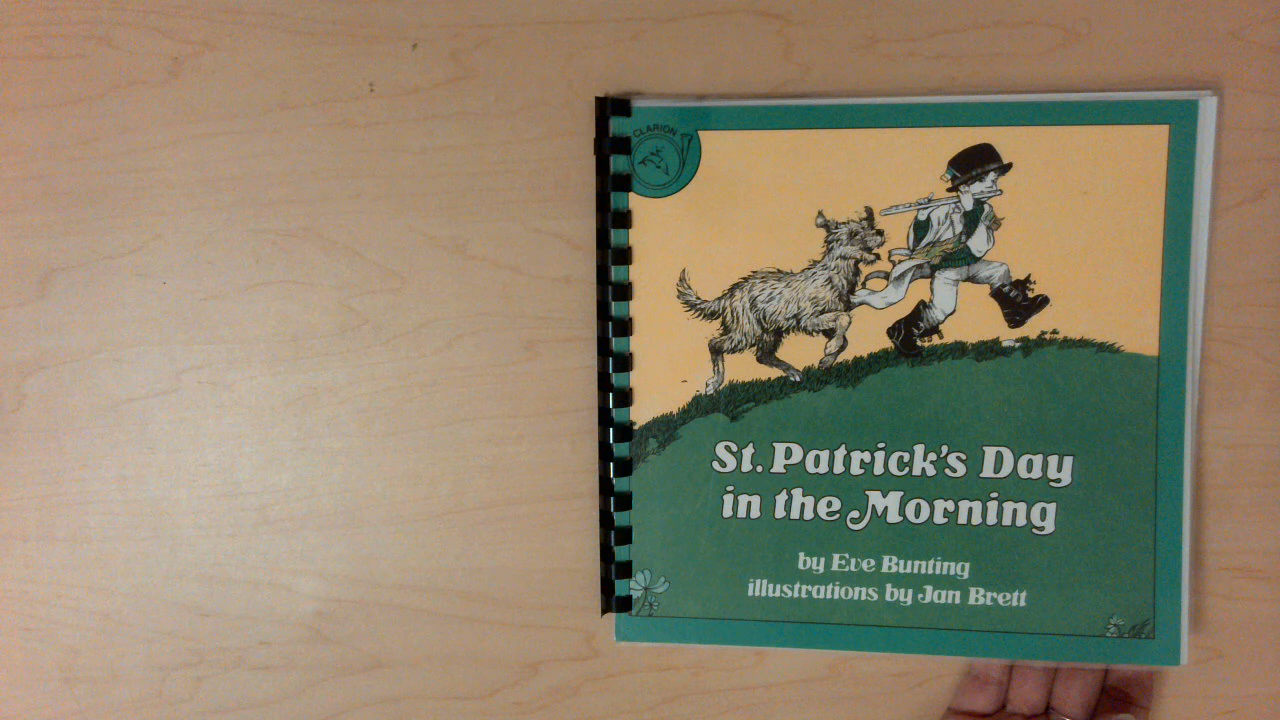 CLARION
St. Patrick's Day
in the Morning
by Eve Bunting
illustrations by Jan Brett